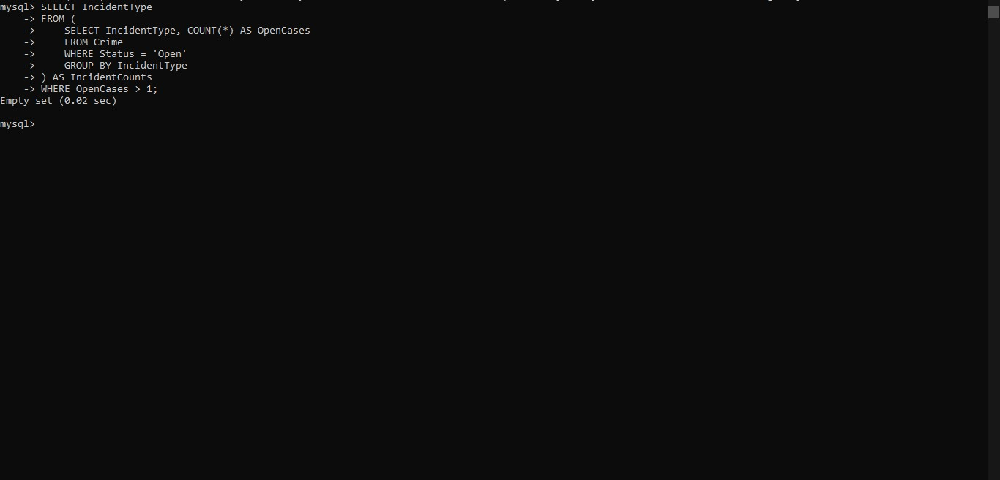 mysql> SELECT IncidentType
    -> FROM (
    ->     SELECT IncidentType, COUNT(*) AS OpenCases
    ->     FROM Crime
    ->     WHERE Status = 'Open'
    ->     GROUP BY IncidentType
    -> ) AS IncidentCounts
    -> WHERE OpenCases > 1;
Empty set (0.02 sec)

mysql>